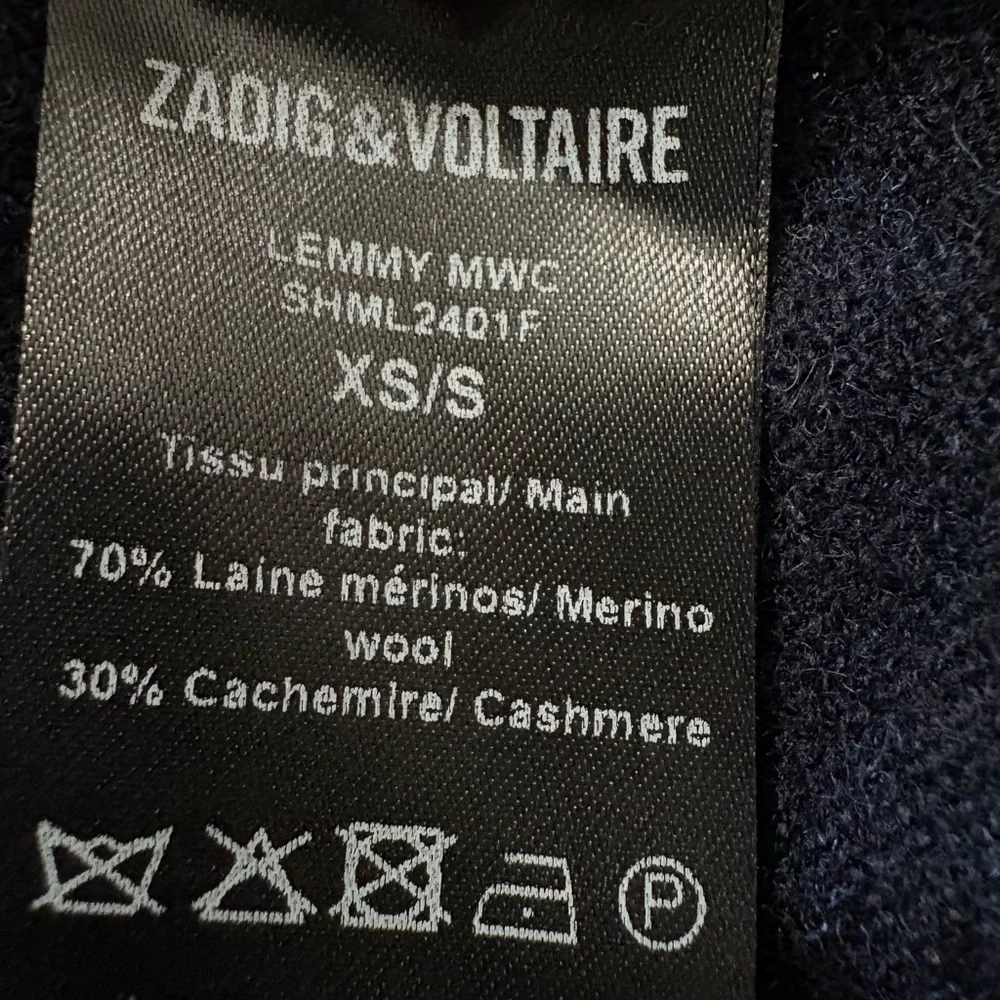 ZADIG&VOLTAIRE
LEMMY MWC
SHML2401F
XS/S
Tissu principal/ Main
fabric:
70% Laine mérinos/ Merino
wool
30% Cachemire/ Cashmere
P